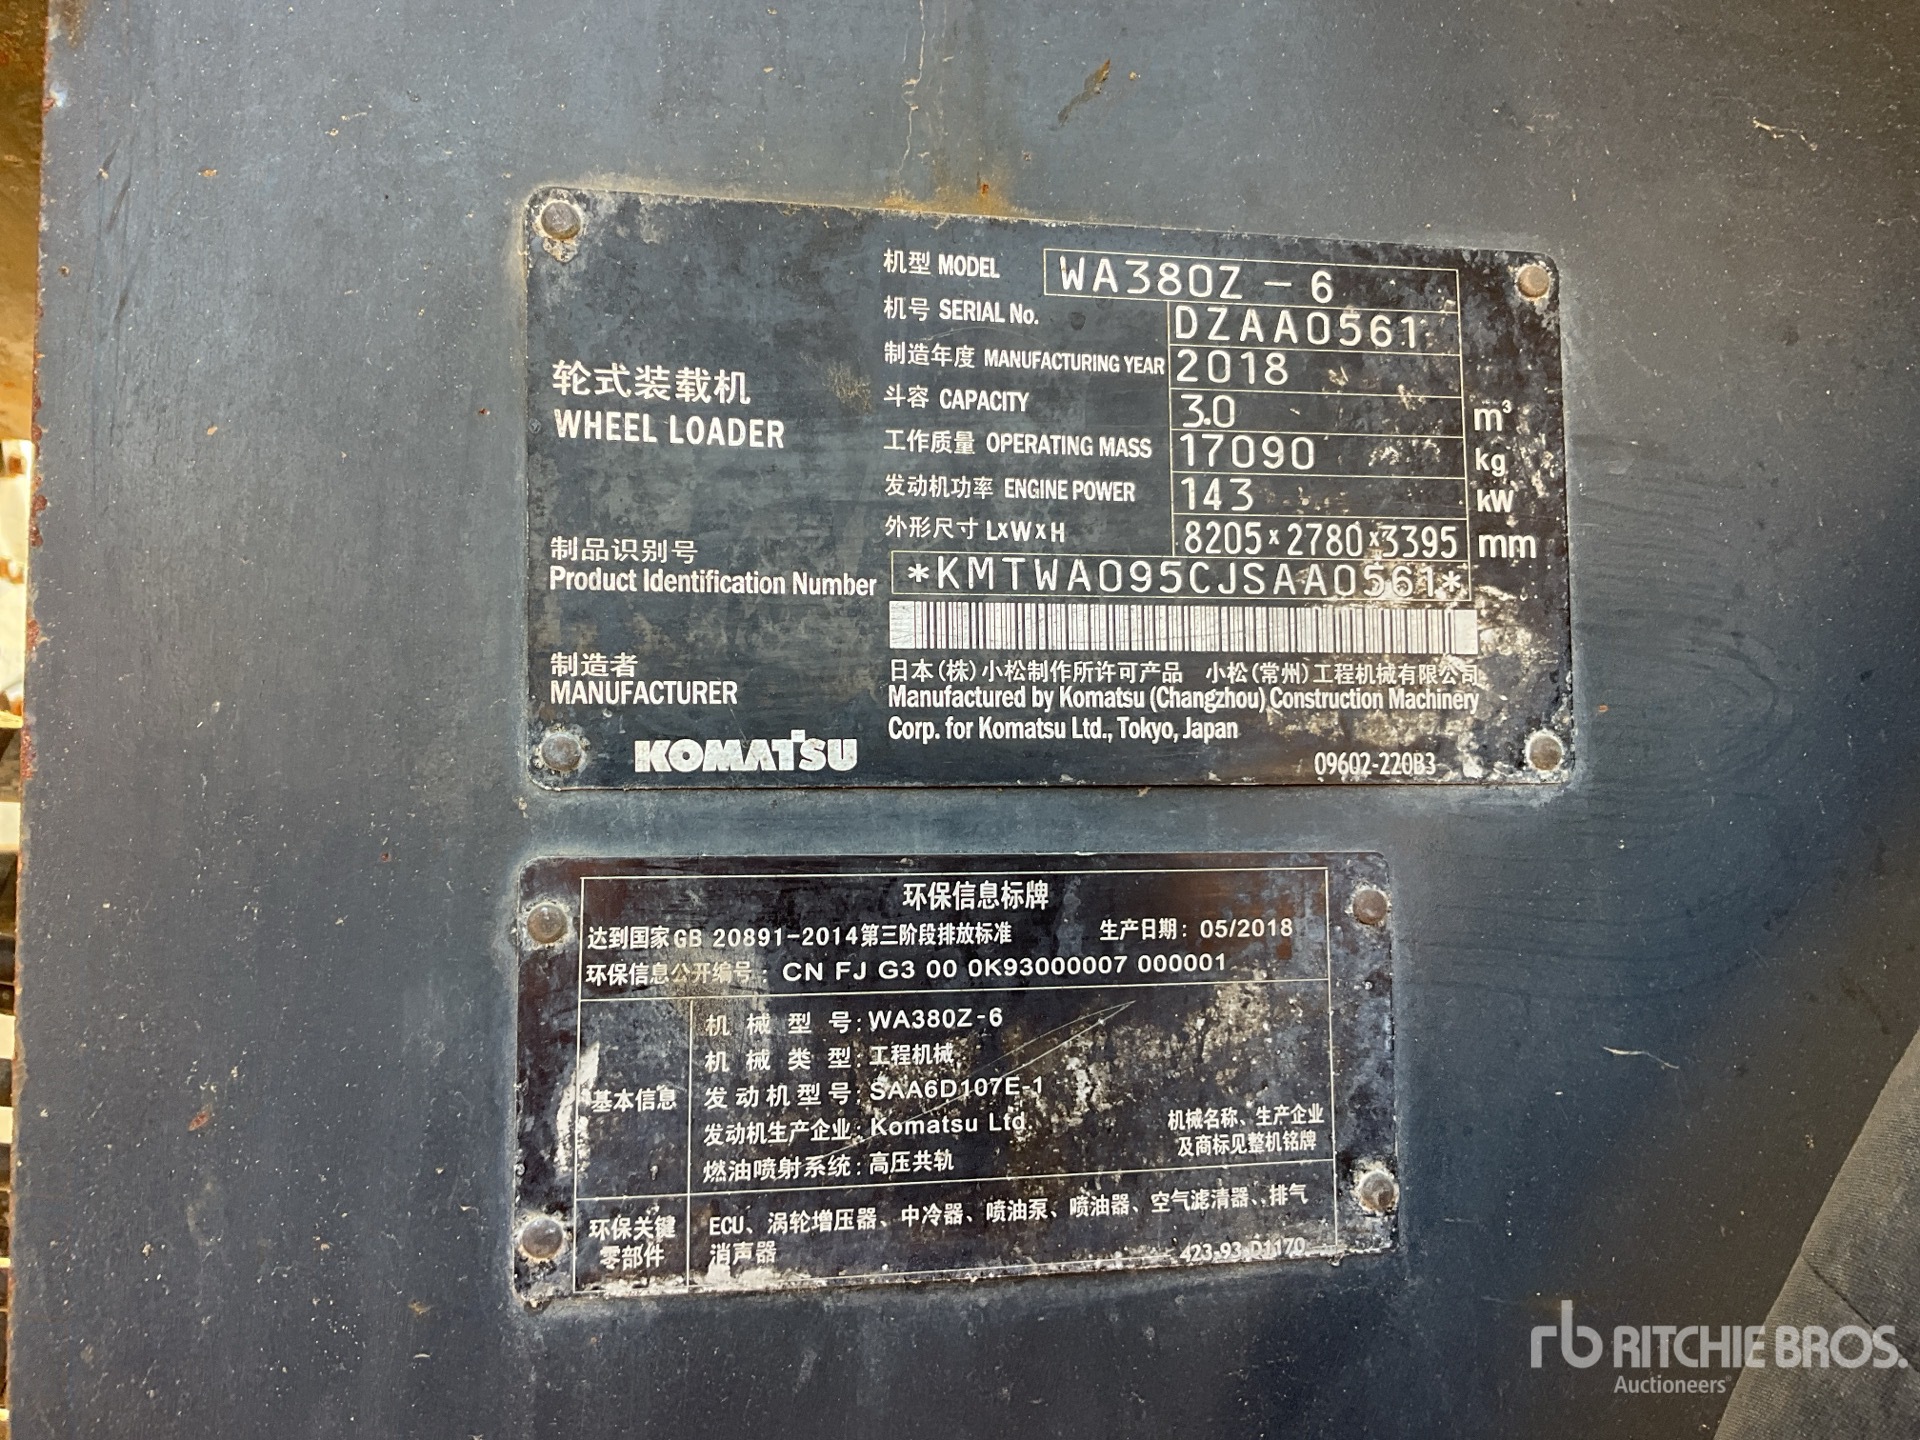 机型 MODEL WA380Z-6
机号 SERIAL No. DZAA0561
制造年度 MANUFACTURING YEAR 2018
斗容 CAPACITY 3.0 m³
工作质量 OPERATING MASS 17090 kg
发动机功率 ENGINE POWER 143 kW
外形尺寸 L×W×H 8205×2780×3395 mm
轮式装载机
WHEEL LOADER
制品识别号
Product Identification Number *KMTWA095CJSAA0561*
制造者
MANUFACTURER
日本(株)小松制作所许可产品 小松(常州)工程机械有限公司
Manufactured by Komatsu (Changzhou) Construction Machinery
Corp. for Komatsu Ltd., Tokyo, Japan
KOMATSU
09602-220B3
环保信息标牌
达到国家GB 20891-2014第三阶段排放标准 生产日期: 05/2018
环保信息公开编号: CN FJ G3 00 0K93000007 000001
基本信息
机械型号: WA380Z-6
机械类型: 工程机械
发动机型号: SAA6D107E-1
发动机生产企业: Komatsu Ltd
燃油喷射系统: 高压共轨
机械名称、生产企业
及商标见整机铭牌
环保关键
零部件
ECU、涡轮增压器、中冷器、喷油泵、喷油器、空气滤清器、排气
消声器
423-93-D1170
rb RITCHIE BROS.
Auctioneers